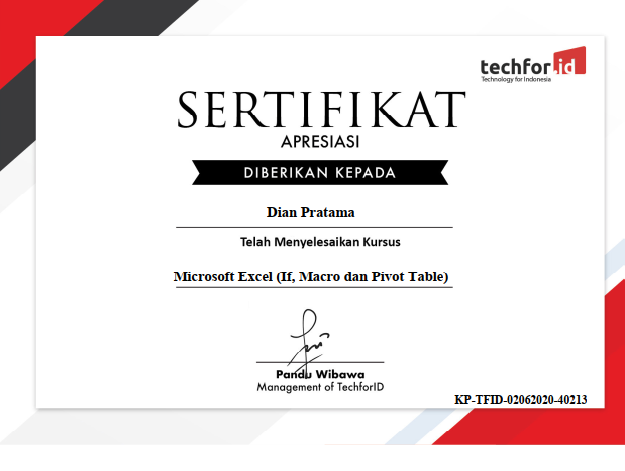 techfor.id
Technology for Indonesia
SERTIFIKAT
APRESIASI
DIBERIKAN KEPADA
Dian Pratama
Telah Menyelesaikan Kursus
Microsoft Excel (If, Macro dan Pivot Table)
Pandu Wibawa
Management of TechforID
KP-TFID-02062020-40213